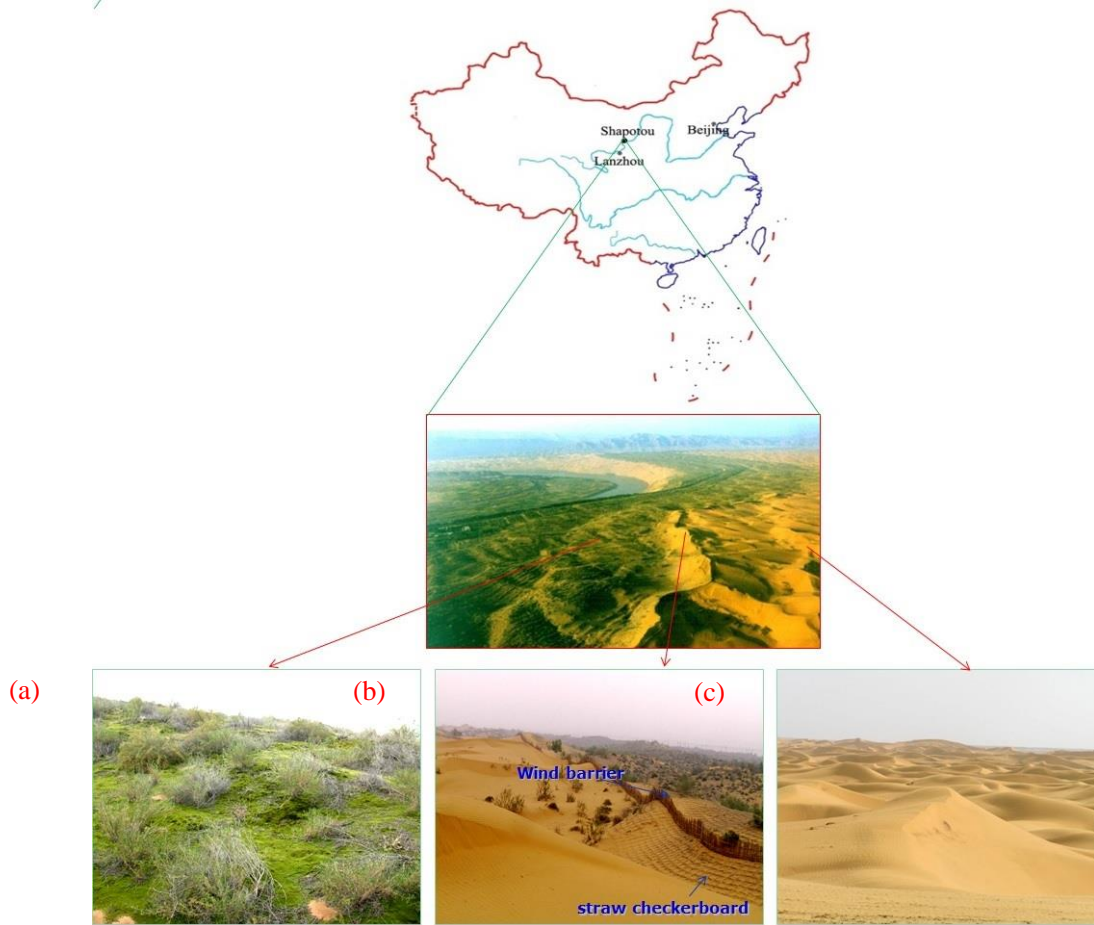 Shapotou
Beijing
Lanzhou
(a)
(b)
(c)
Wind barrier
straw checkerboard